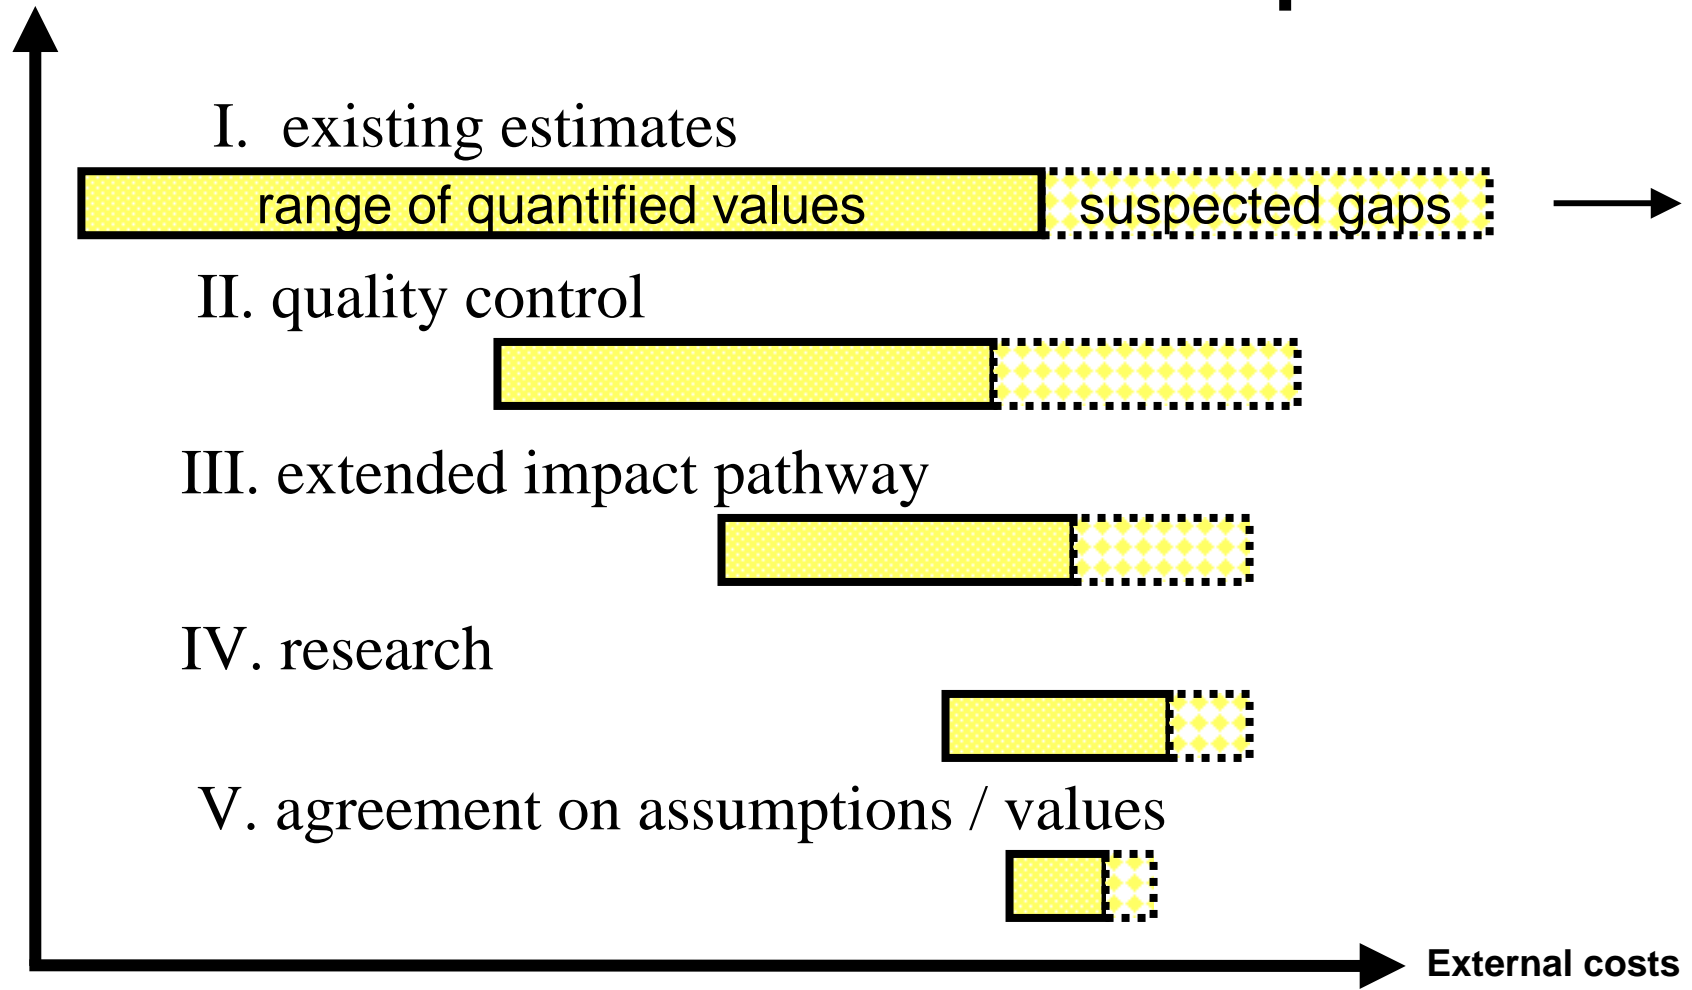 I. existing estimates
range of quantified values suspected gaps
II. quality control
III. extended impact pathway
IV. research
V. agreement on assumptions / values
External costs